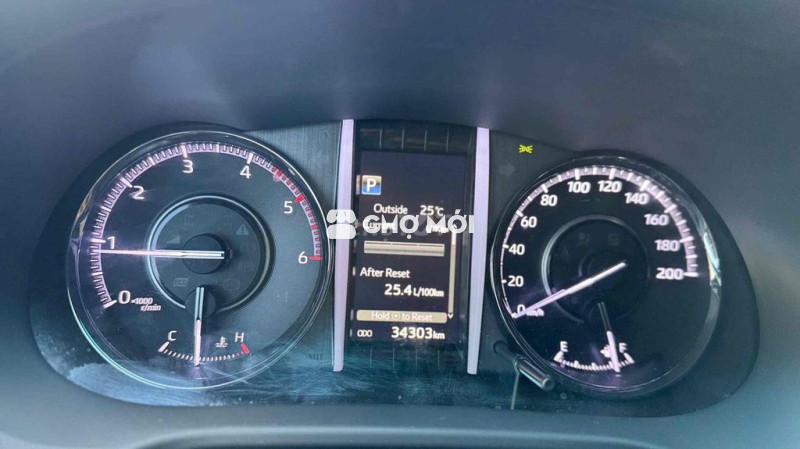 0
1
2
3
4
5
6
×1000
r/min
C
H
P
Outside 25°C
CHỢ MỚI
After Reset
25.4 L/100km
Hold to Reset
ODO 34303km
0
20
40
60
80
100
120
140
160
180
200
km/h
E
F